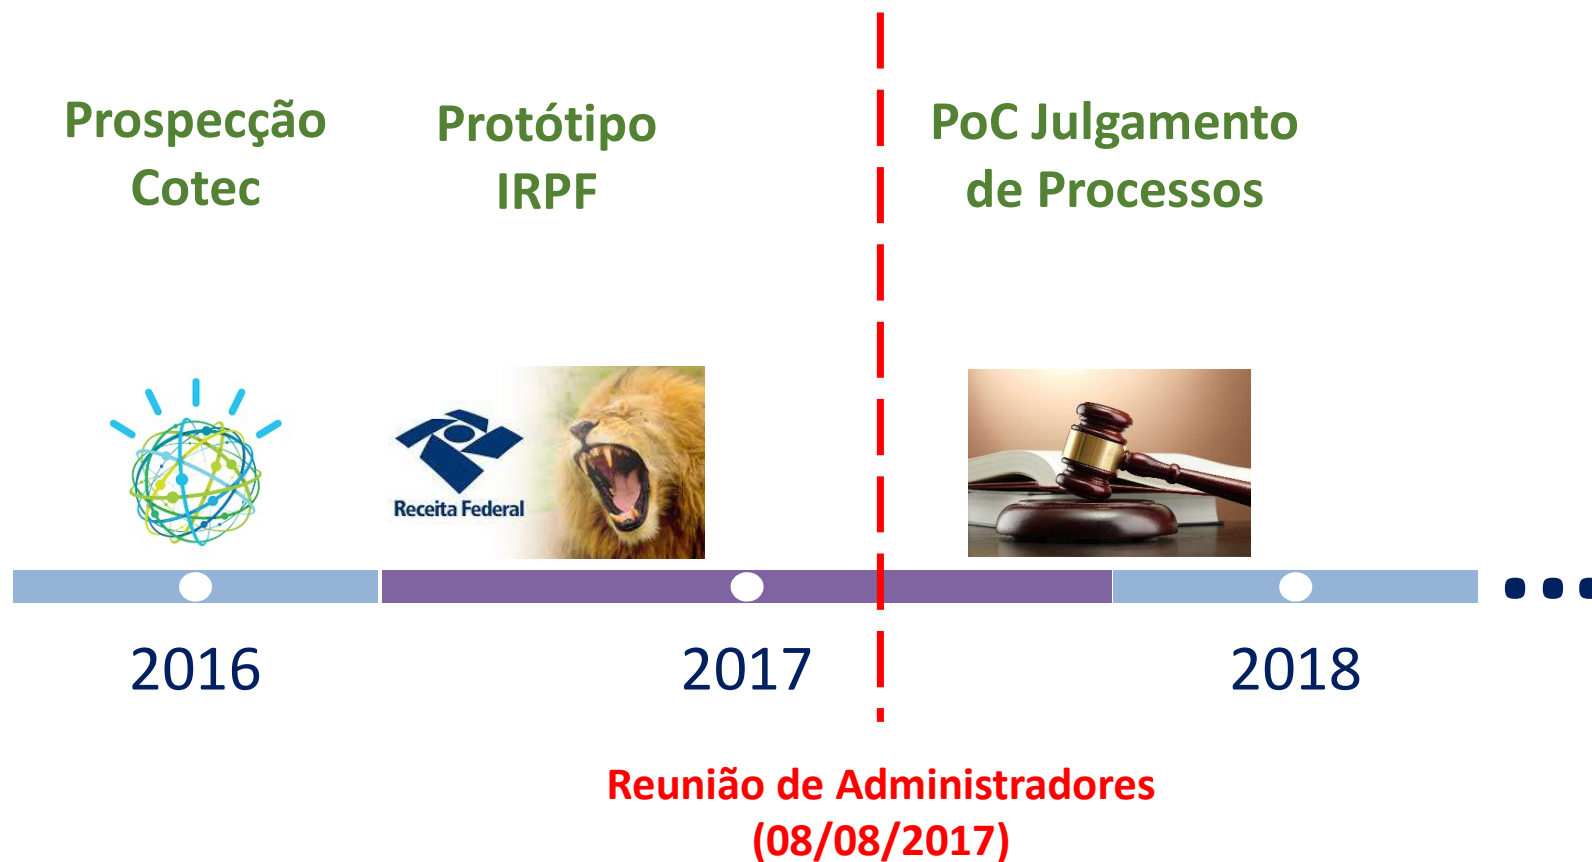 Prospecção
Cotec
Protótipo
IRPF
PoC Julgamento
de Processos
Receita Federal
2016
2017
2018
Reunião de Administradores
(08/08/2017)